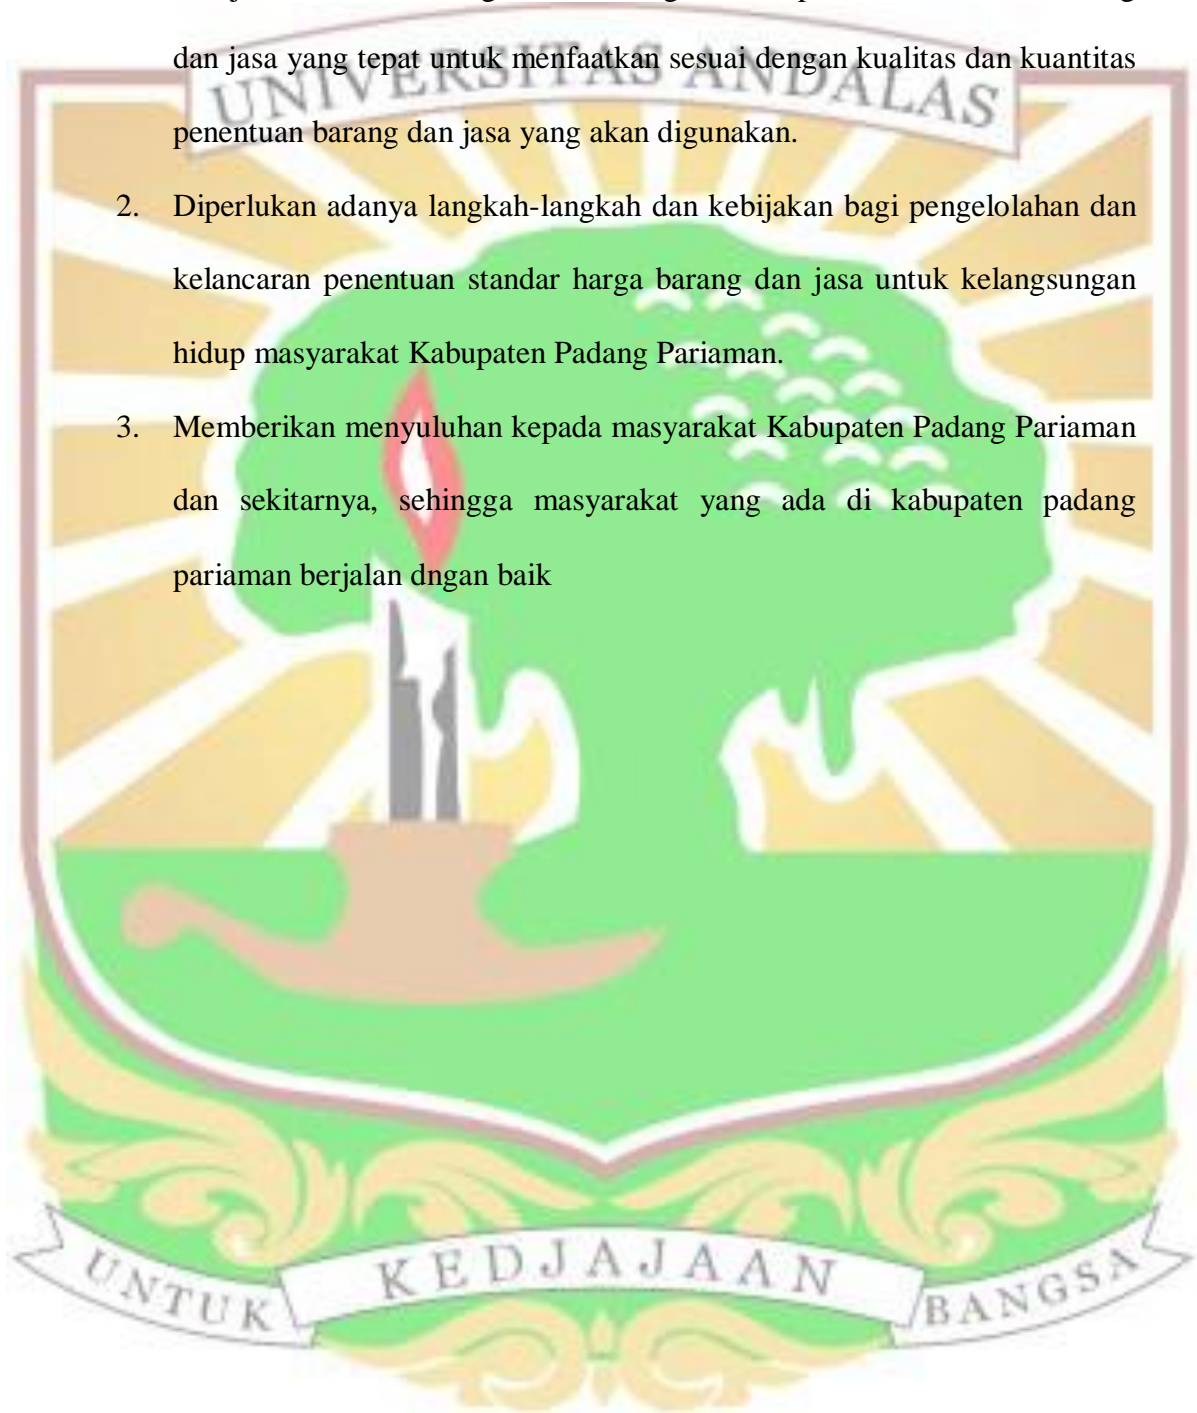 dan jasa yang tepat untuk menfaatkan sesuai dengan kualitas dan kuantitas
penentuan barang dan jasa yang akan digunakan.
2. Diperlukan adanya langkah-langkah dan kebijakan bagi pengelolahan dan
kelancaran penentuan standar harga barang dan jasa untuk kelangsungan
hidup masyarakat Kabupaten Padang Pariaman.
3. Memberikan menyuluhan kepada masyarakat Kabupaten Padang Pariaman
dan sekitarnya, sehingga masyarakat yang ada di kabupaten padang
pariaman berjalan dngan baik
UNIVERSITAS ANDALAS
UNTUK KEDJAJAAN BANGSA